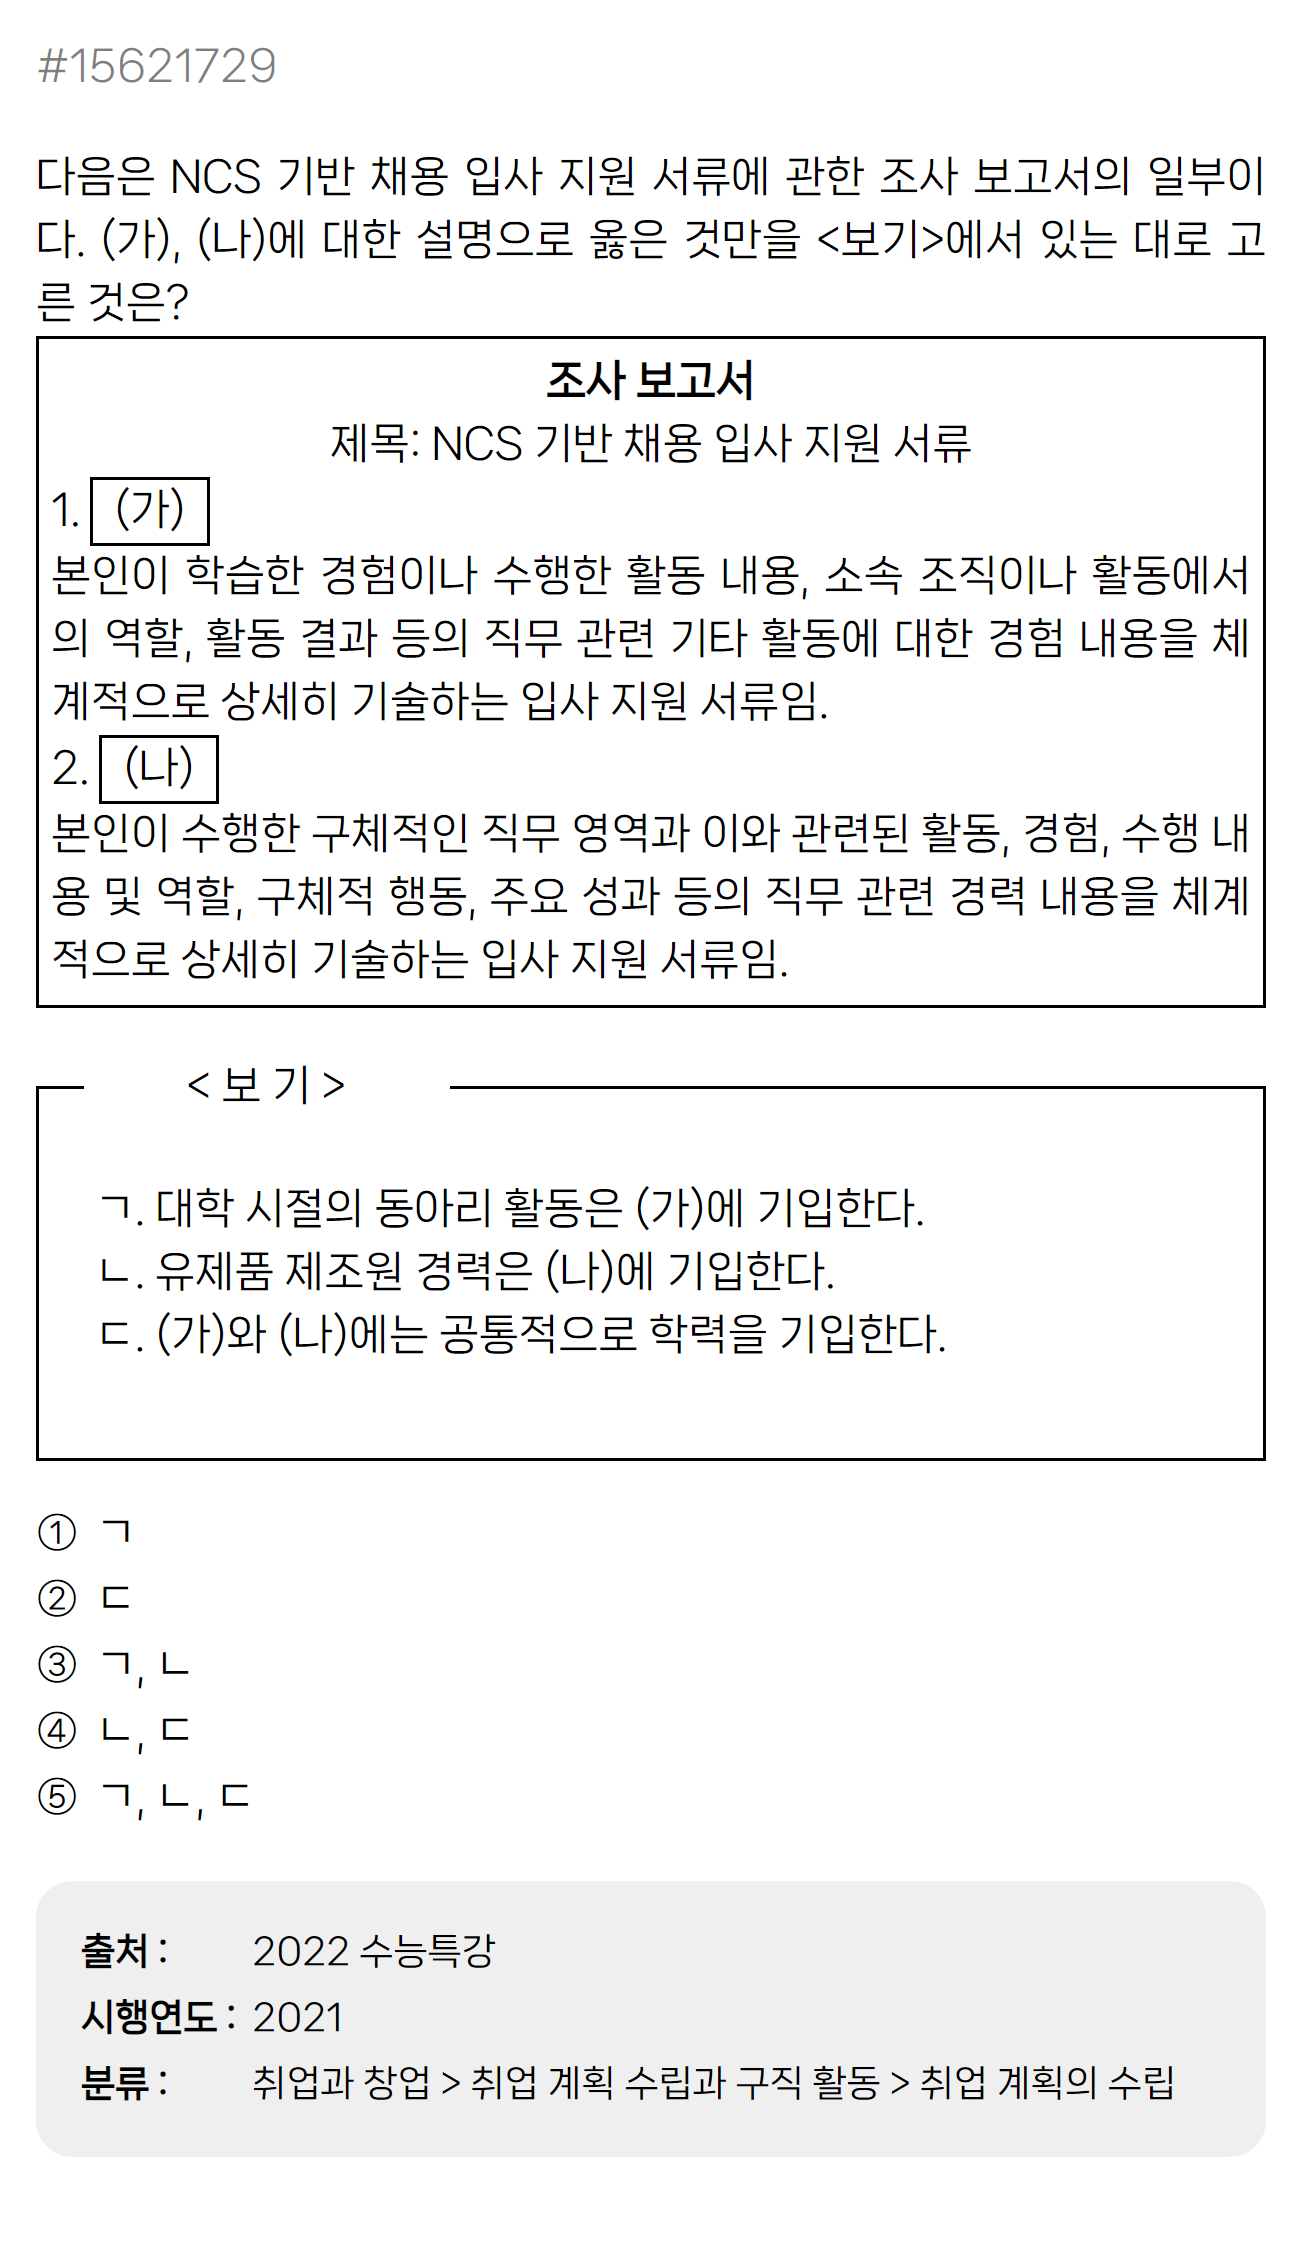 #15621729
다음은 NCS 기반 채용 입사 지원 서류에 관한 조사 보고서의 일부이
다. (가), (나)에 대한 설명으로 옳은 것만을 <보기>에서 있는 대로 고
른 것은?
조사 보고서
제목: NCS 기반 채용 입사 지원 서류
1. (가)
본인이 학습한 경험이나 수행한 활동 내용, 소속 조직이나 활동에서
의 역할, 활동 결과 등의 직무 관련 기타 활동에 대한 경험 내용을 체
계적으로 상세히 기술하는 입사 지원 서류임.
2. (나)
본인이 수행한 구체적인 직무 영역과 이와 관련된 활동, 경험, 수행 내
용 및 역할, 구체적 행동, 주요 성과 등의 직무 관련 경력 내용을 체계
적으로 상세히 기술하는 입사 지원 서류임.
< 보 기 >
ㄱ. 대학 시절의 동아리 활동은 (가)에 기입한다.
ㄴ. 유제품 제조원 경력은 (나)에 기입한다.
ㄷ. (가)와 (나)에는 공통적으로 학력을 기입한다.
① ㄱ
② ㄷ
③ ㄱ, ㄴ
④ ㄴ, ㄷ
⑤ ㄱ, ㄴ, ㄷ
출처 : 2022 수능특강
시행연도 : 2021
분류 : 취업과 창업 > 취업 계획 수립과 구직 활동 > 취업 계획의 수립